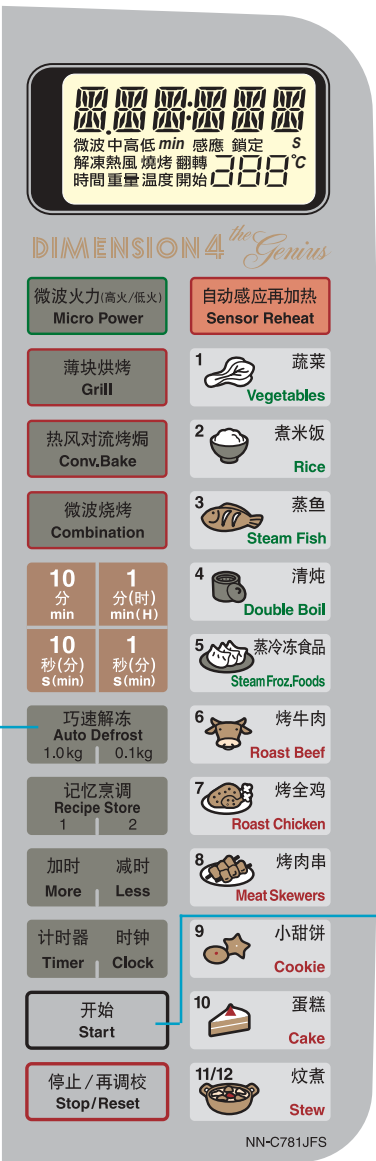 微波中高低 min 感應 鎖定 S
解凍熱風 燒烤 翻轉 °C
時間重量温度開始
DIMENSION 4 the Genius
微波火力(高火/低火)
Micro Power
薄块烘烤
Grill
热风对流烤焗
Conv.Bake
微波烧烤
Combination
10 分 min
1 分(时) min(H)
10 秒(分) s(min)
1 秒(分) s(min)
巧速解冻
Auto Defrost
1.0kg 0.1kg
记忆烹调
Recipe Store
1 2
加时 减时
More Less
计时器 时钟
Timer Clock
开始
Start
停止/再调校
Stop/Reset
自动感应再加热
Sensor Reheat
1 蔬菜
Vegetables
2 煮米饭
Rice
3 蒸鱼
Steam Fish
4 清炖
Double Boil
5 蒸冷冻食品
Steam Froz.Foods
6 烤牛肉
Roast Beef
7 烤全鸡
Roast Chicken
8 烤肉串
Meat Skewers
9 小甜饼
Cookie
10 蛋糕
Cake
11/12 炆煮
Stew
NN-C781JFS